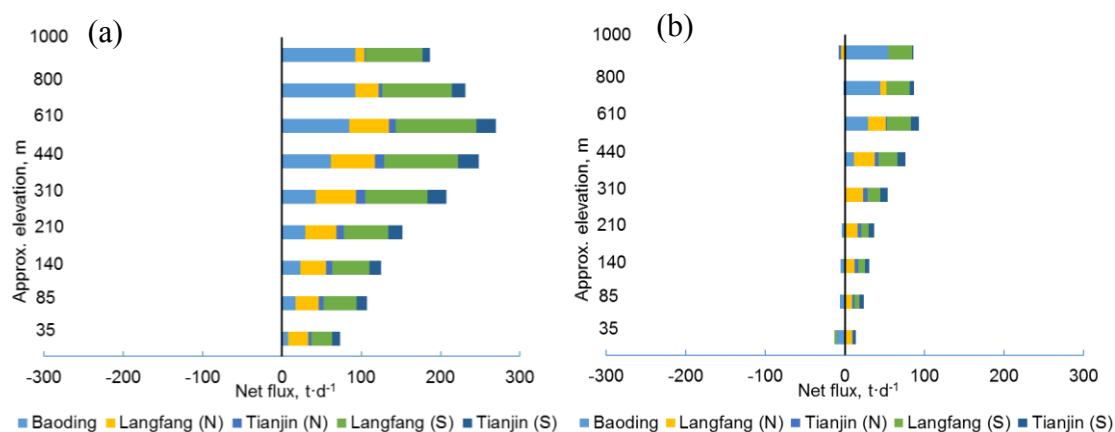 (a)
Approx. elevation, m
1000
800
610
440
310
210
140
85
35
-300 -200 -100 0 100 200 300
Net flux, t·d⁻¹
Baoding Langfang (N) Tianjin (N) Langfang (S) Tianjin (S)
(b)
Approx. elevation, m
1000
800
610
440
310
210
140
85
35
-300 -200 -100 0 100 200 300
Net flux, t·d⁻¹
Baoding Langfang (N) Tianjin (N) Langfang (S) Tianjin (S)